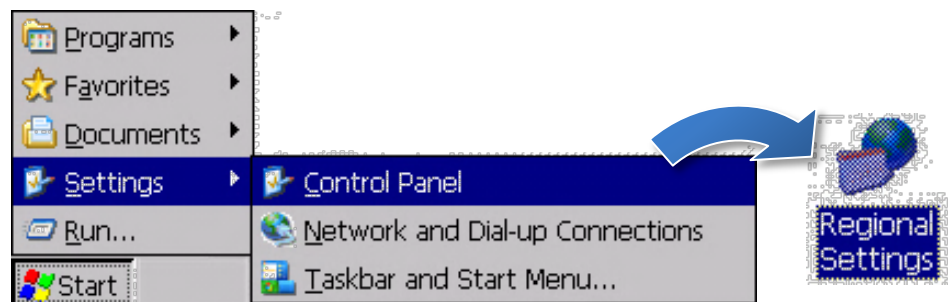 Programs
Favorites
Documents
Settings
Control Panel
Regional
Settings
Run...
Network and Dial-up Connections
Start
Taskbar and Start Menu...